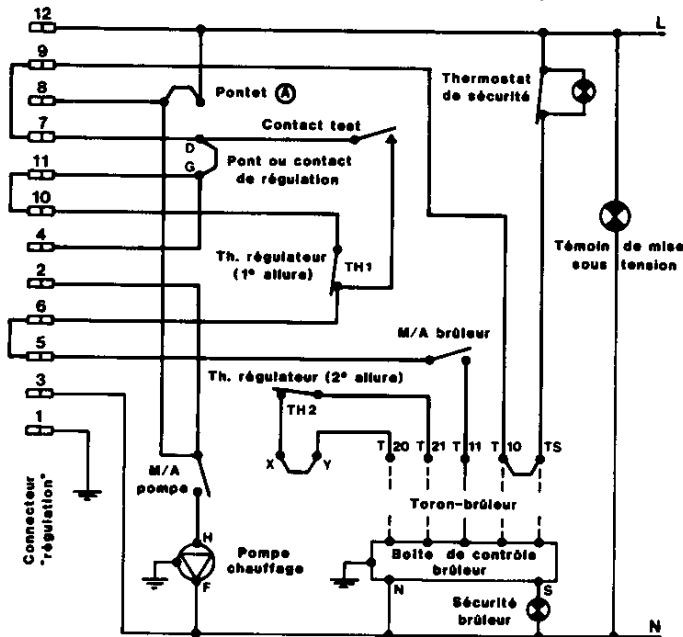 12
L
9
8
Pontet A
Thermostat
de sécurité
7
Contact test
D
11
G
Pont ou contact
de régulation
10
4
Th. régulateur
(1° allure)
TH1
Témoin de mise
sous tension
2
6
M/A brûleur
5
Th. régulateur (2° allure)
3
TH2
1
X
Y
T 20
T 21
T 11
T 10
TS
M/A
pompe
Toron-brûleur
Connecteur
"régulation"
H
Pompe
chauffage
F
Boîte de contrôle
brûleur
N
S
Sécurité
brûleur
N